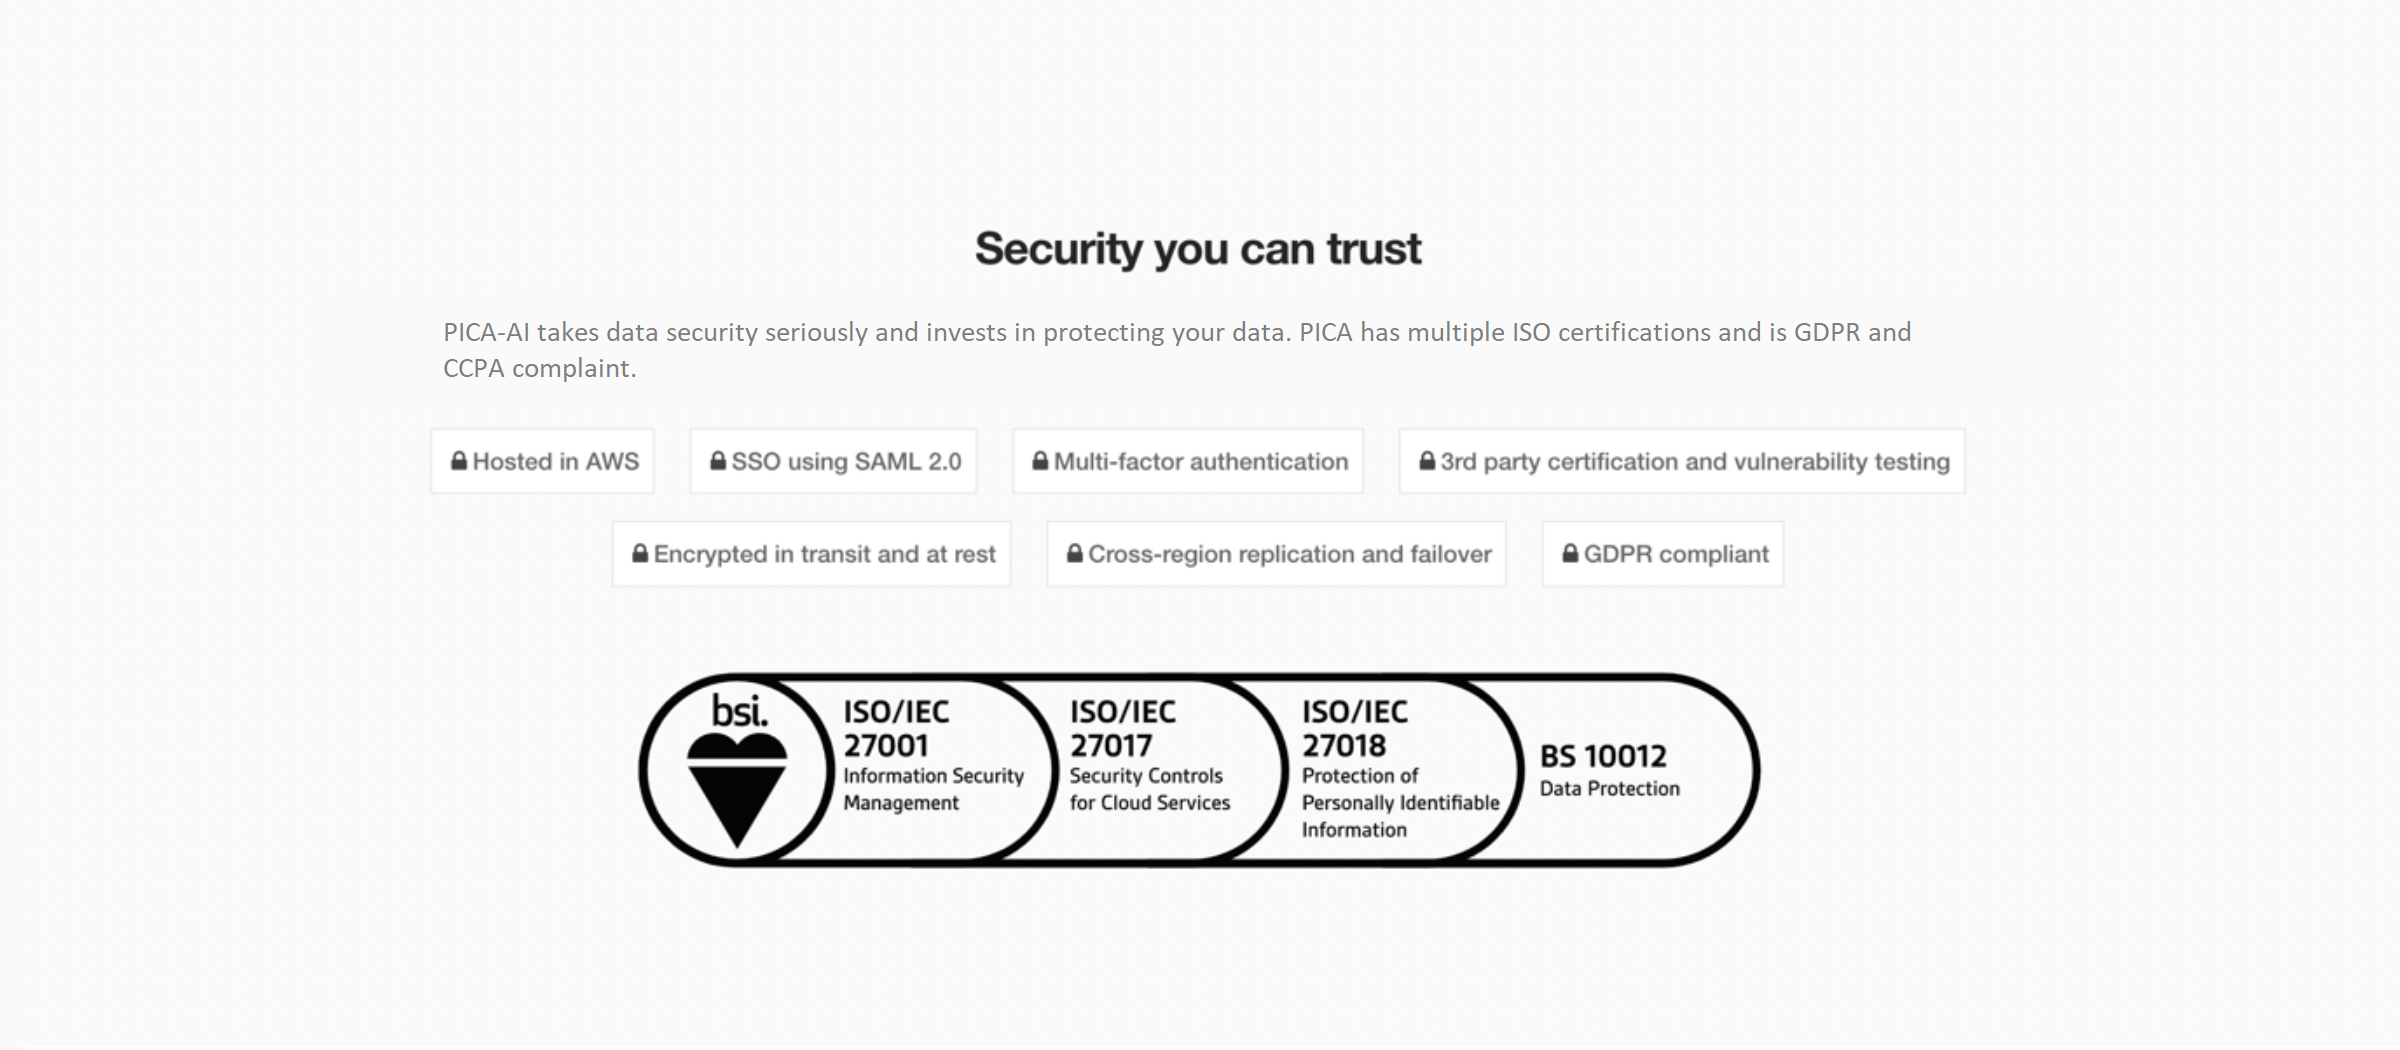 Security you can trust
PICA-AI takes data security seriously and invests in protecting your data. PICA has multiple ISO certifications and is GDPR and
CCPA complaint.
Hosted in AWS
SSO using SAML 2.0
Multi-factor authentication
3rd party certification and vulnerability testing
Encrypted in transit and at rest
Cross-region replication and failover
GDPR compliant
bsi.
ISO/IEC
27001
Information Security
Management
ISO/IEC
27017
Security Controls
for Cloud Services
ISO/IEC
27018
Protection of
Personally Identifiable
Information
BS 10012
Data Protection